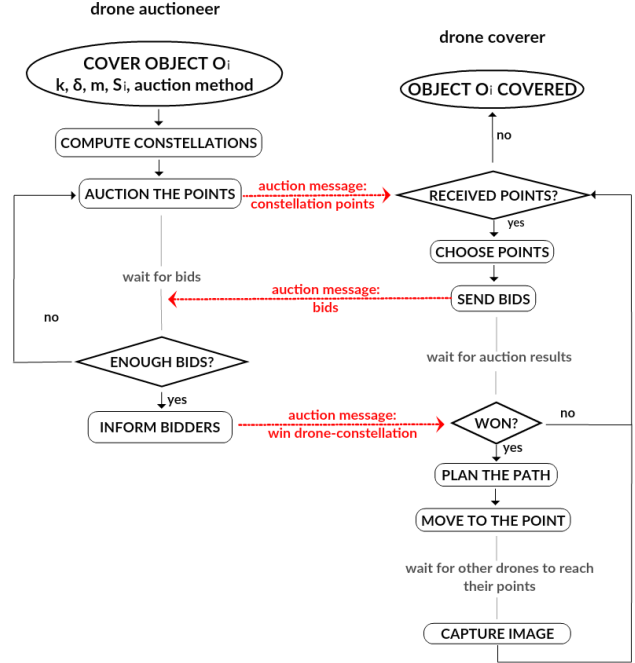 drone auctioneer
COVER OBJECT Oi
k, δ, m, Si, auction method
COMPUTE CONSTELLATIONS
AUCTION THE POINTS
auction message:
constellation points
wait for bids
auction message:
bids
no
ENOUGH BIDS?
yes
INFORM BIDDERS
auction message:
win drone-constellation
drone coverer
OBJECT Oi COVERED
no
RECEIVED POINTS?
yes
CHOOSE POINTS
SEND BIDS
wait for auction results
WON?
no
yes
PLAN THE PATH
MOVE TO THE POINT
wait for other drones to reach
their points
CAPTURE IMAGE